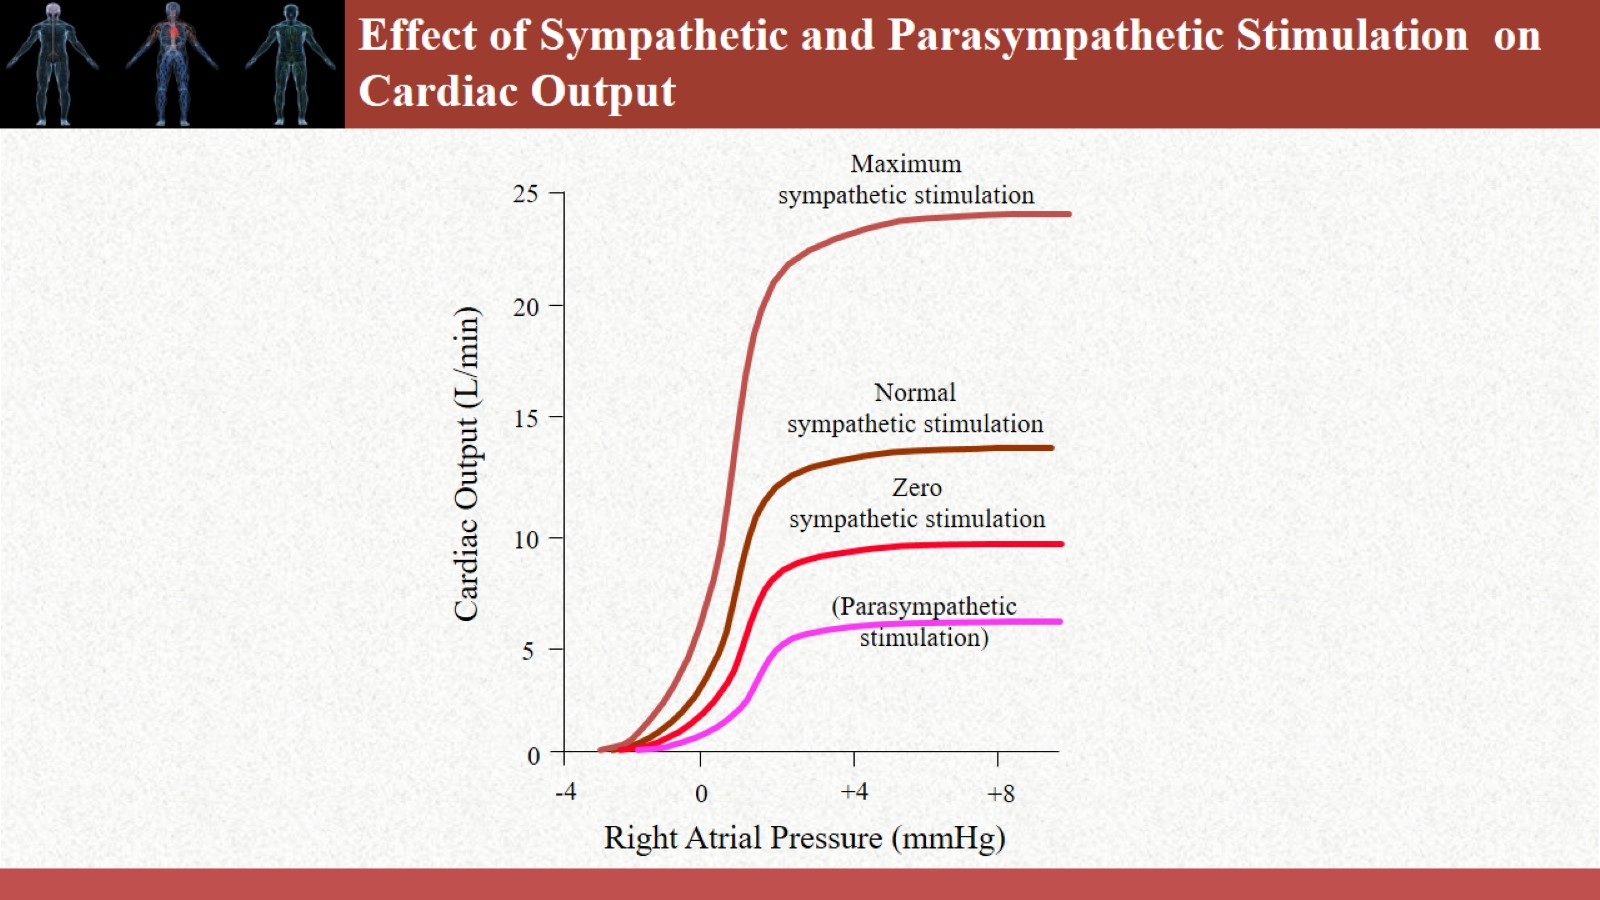 Effect of Sympathetic and Parasympathetic Stimulation on
Cardiac Output
Maximum
sympathetic stimulation
25
20
15
10
5
0
Cardiac Output (L/min)
Normal
sympathetic stimulation
Zero
sympathetic stimulation
(Parasympathetic
stimulation)
-4
0
+4
+8
Right Atrial Pressure (mmHg)